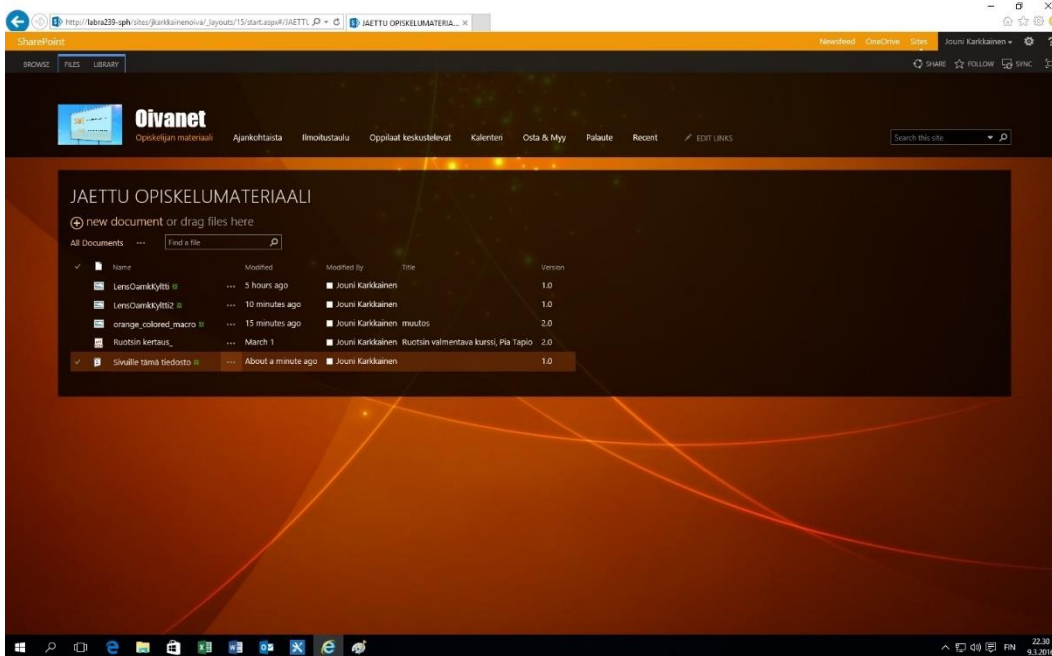 http://labra239-sph/sites/jkarkkainenoiva/_layouts/15/start.aspx#/JAETTL
JAETTU OPISKELUMATERIA...
SharePoint
Newsfeed OneDrive Sites Jouni Karkkainen
BROWSE FILES LIBRARY
SHARE FOLLOW SYNC
Oivanet
Opiskelijan materiaali Ajankohtaista Ilmoitustaulu Oppilaat keskustelevat Kalenteri Osta & Myy Palaute Recent EDIT LINKS
Search this site
JAETTU OPISKELUMATERIAALI
new document or drag files here
All Documents ... Find a file
Name Modified Modified By Title Version
LensOamkKyltti ... 5 hours ago Jouni Karkkainen 1.0
LensOamkKyltti2 ... 10 minutes ago Jouni Karkkainen 1.0
orange_colored_macro ... 15 minutes ago Jouni Karkkainen muutos 2.0
Ruotsin kertaus_ ... March 1 Jouni Karkkainen Ruotsin valmentava kurssi, Pia Tapio 2.0
Sivuille tämä tiedosto ... About a minute ago Jouni Karkkainen 1.0
FIN
22.30
9.3.2016